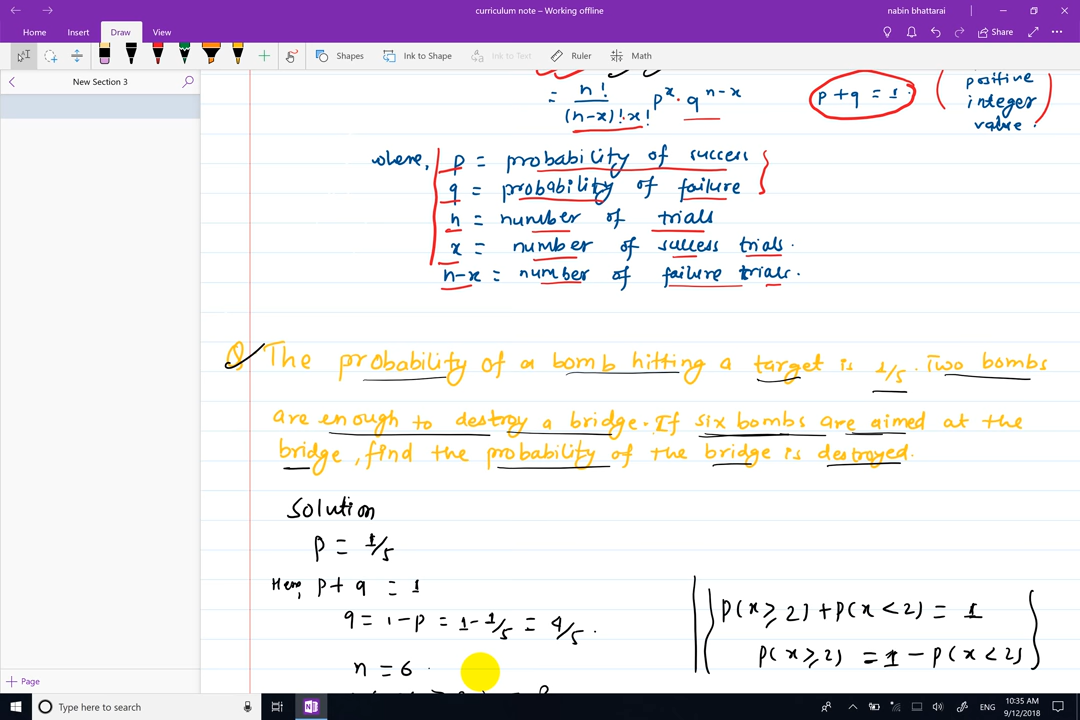 curriculum note – Working offline
nabin bhattarai
Home Insert Draw View
Share
Shapes Ink to Shape Ink to Text Ruler Math
New Section 3
= n! / (n-x)! x! p^x · q^(n-x)
p + q = 1
positive
integer
value.
where, p = probability of success
q = probability of failure
n = number of trials
x = number of success trials.
n-x = number of failure trials.
Q The probability of a bomb hitting a target is 1/5. Two bombs
are enough to destroy a bridge. If six bombs are aimed at the
bridge, find the probability of the bridge is destroyed.
Solution
p = 1/5
Here, p + q = 1
q = 1 - p = 1 - 1/5 = 4/5.
n = 6
P(x ≥ 2) + P(x < 2) = 1
P(x ≥ 2) = 1 - P(x < 2)
Page
Type here to search
ENG
10:35 AM
9/12/2018